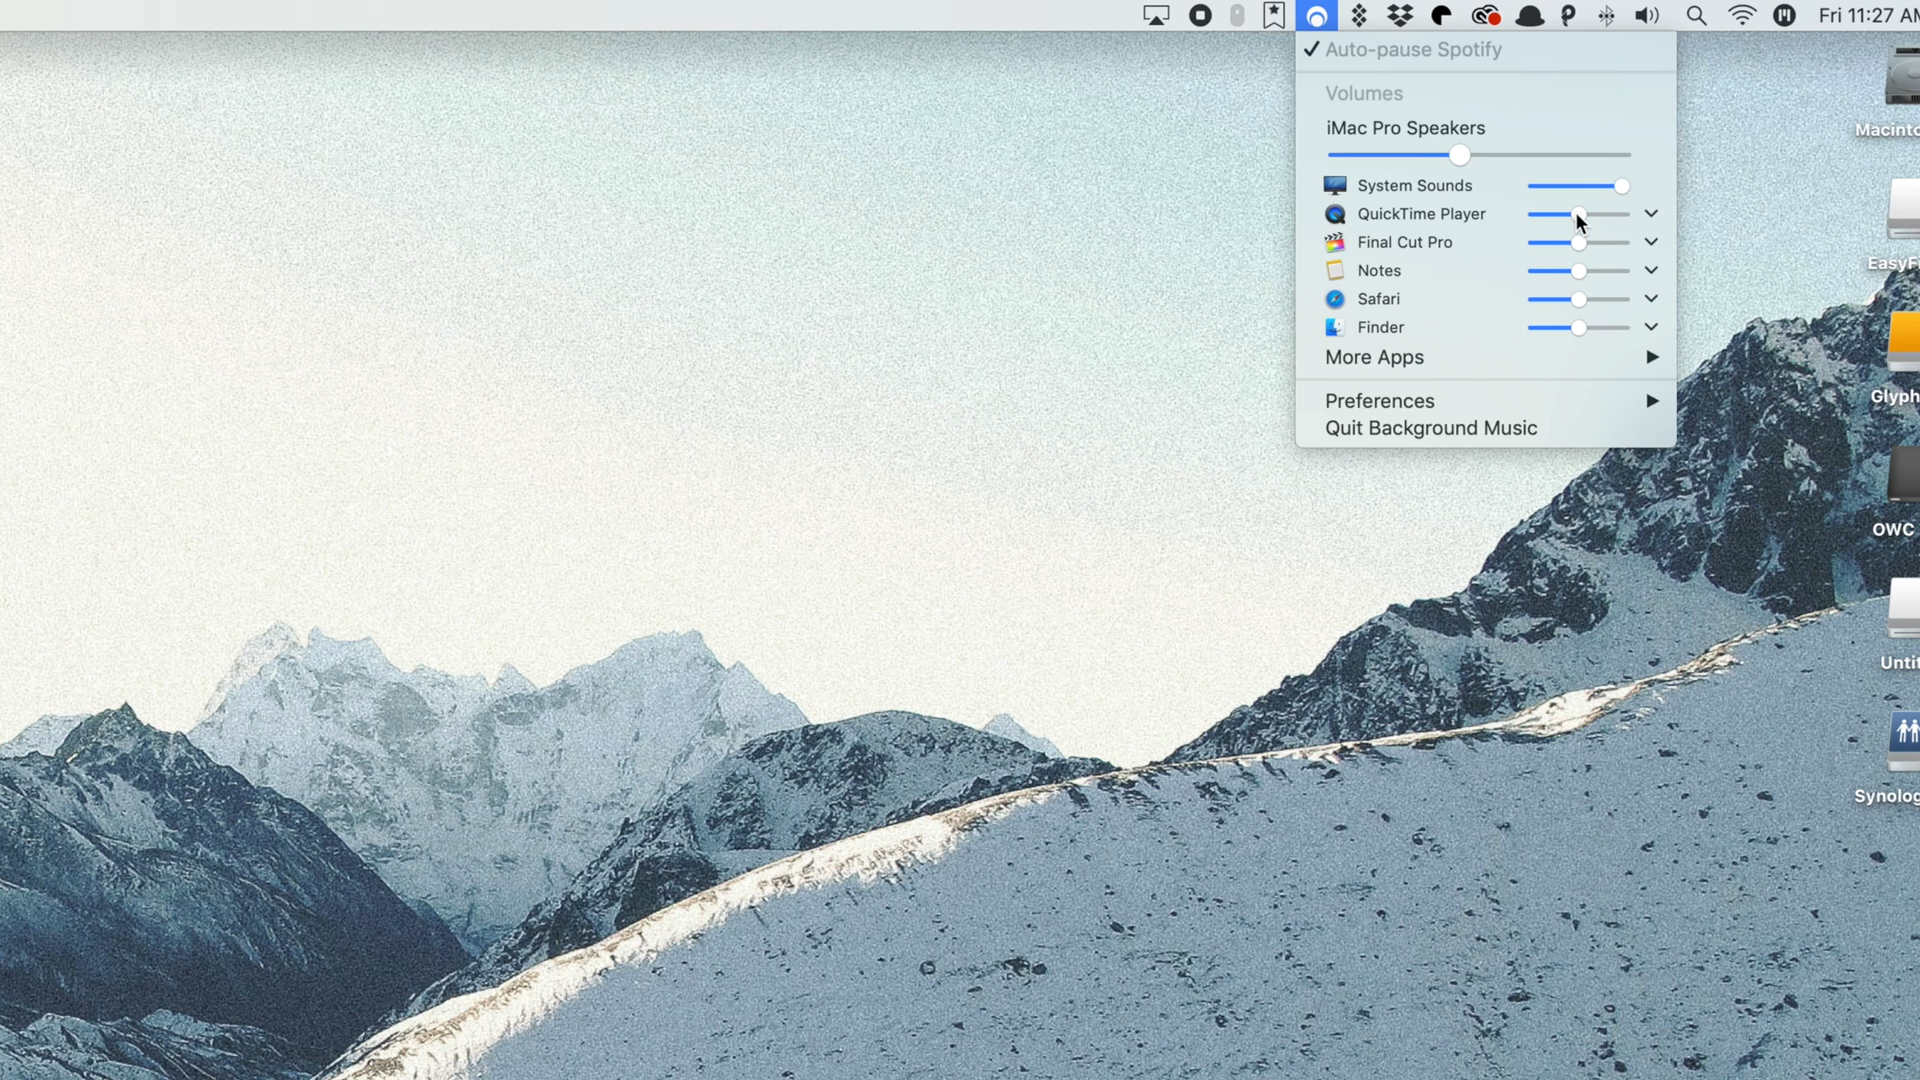 Fri 11:27 AM
Auto-pause Spotify
Volumes
iMac Pro Speakers
System Sounds
QuickTime Player
Final Cut Pro
Notes
Safari
Finder
More Apps
Preferences
Quit Background Music
Macinto
EasyFi
Glyph
OWC
Untit
Synolog